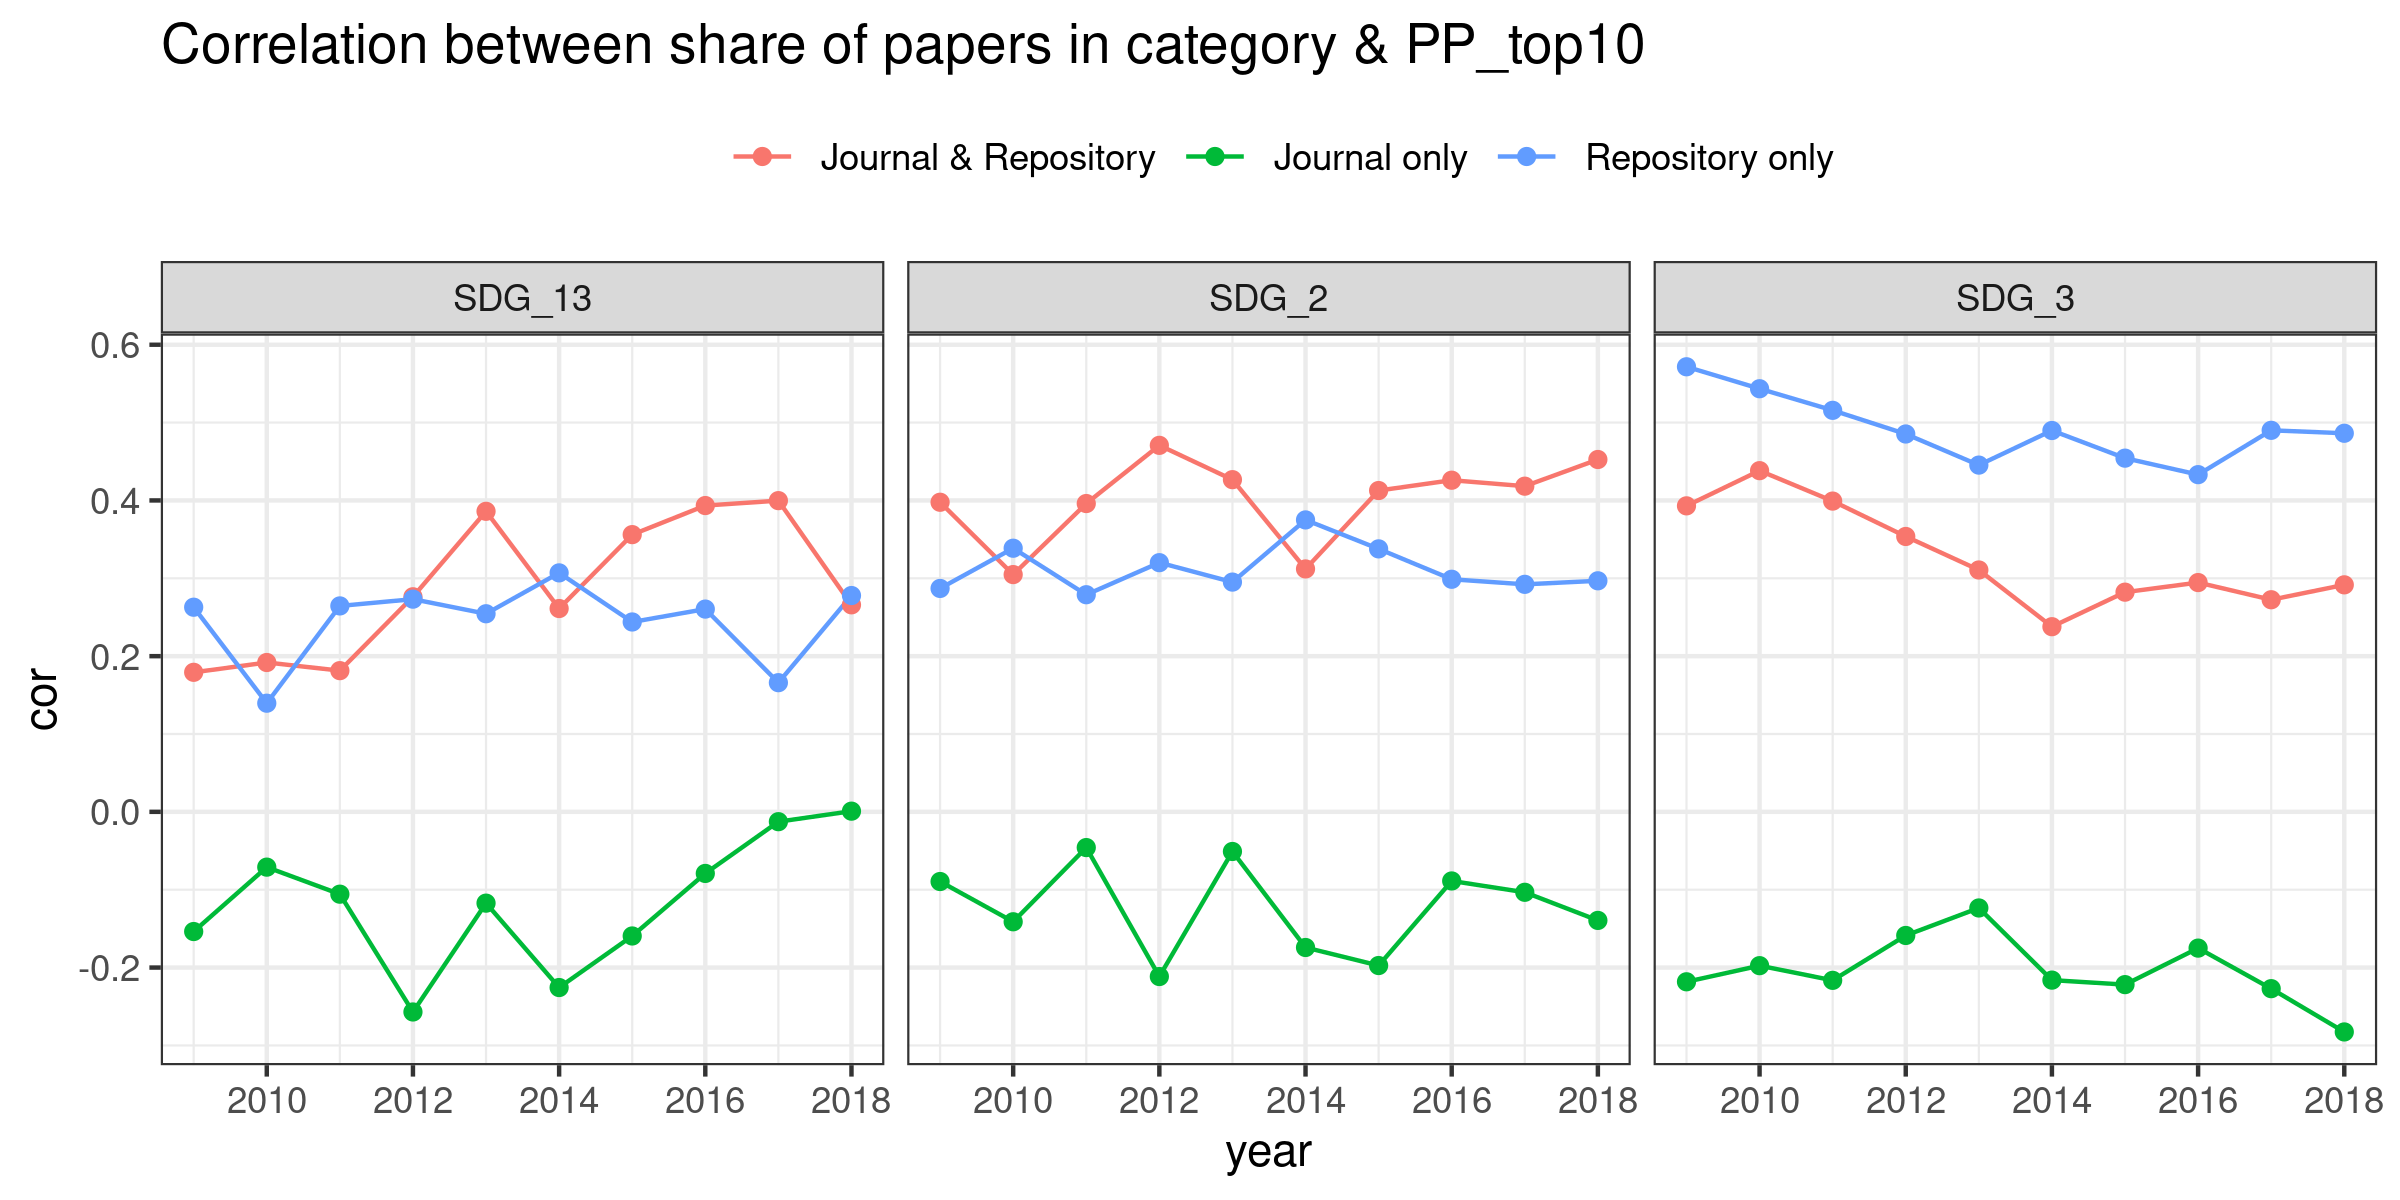 Correlation between share of papers in category & PP_top10
Journal & Repository Journal only Repository only
SDG_13 SDG_2 SDG_3
0.6
0.4
0.2
0.0
-0.2
cor
2010 2012 2014 2016 2018 2010 2012 2014 2016 2018 2010 2012 2014 2016 2018
year